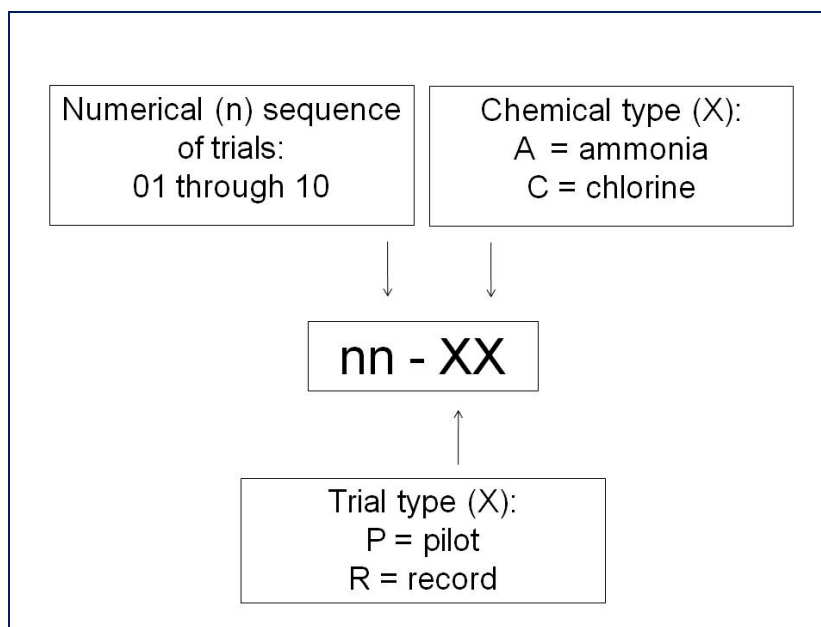 Numerical (n) sequence
of trials:
01 through 10
Chemical type (X):
A = ammonia
C = chlorine
nn - XX
Trial type (X):
P = pilot
R = record